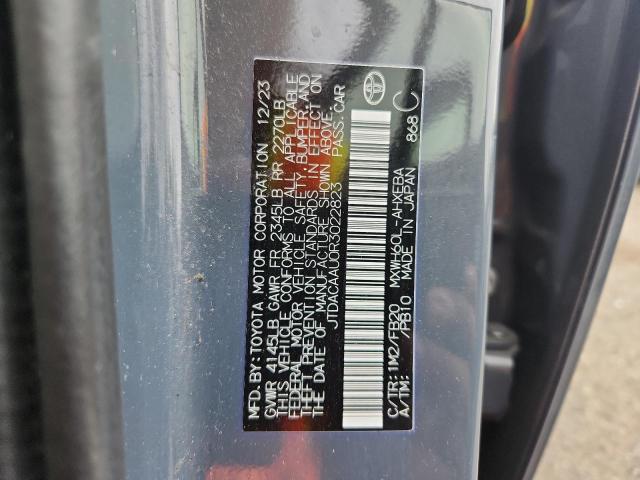 MFD.BY:TOYOTA MOTOR CORPORATION 12/23
GVWR 4145LB GAWR FR 2345LB RR 2270LB
THIS VEHICLE CONFORMS TO ALL APPLICABLE
FEDERAL MOTOR VEHICLE SAFETY, BUMPER, AND
THEFT PREVENTION STANDARDS IN EFFECT ON
THE DATE OF MANUFACTURE SHOWN ABOVE.
JTDACAAU0R3022823 PASS.CAR
C/TR:1M2/FB20 MXWH60L-AHXEBA
A/TM: /PB10 MADE IN JAPAN 868 C